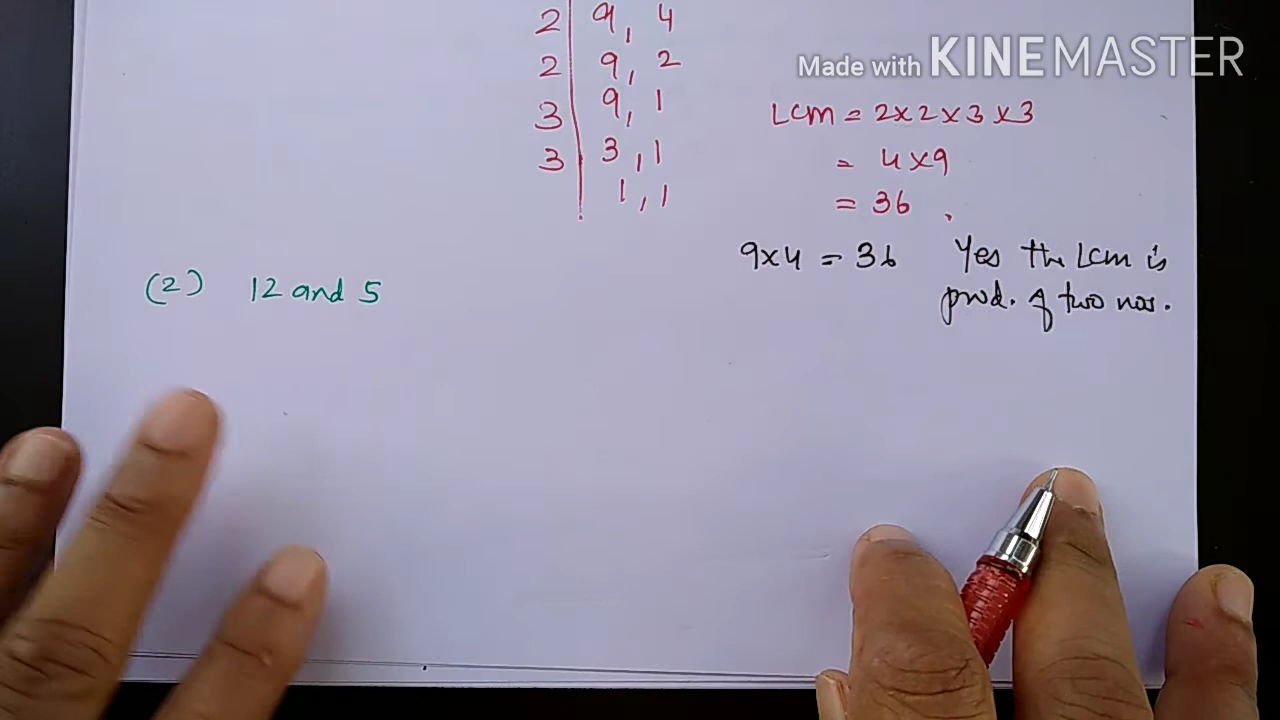 2 | 9, 4
2 | 9, 2
3 | 9, 1
3 | 3, 1
1, 1
Made with KINEMASTER
LCM = 2x2x3x3
= 4x9
= 36.
9x4 = 36 Yes the LCM is
prod. of two nos.
(2) 12 and 5